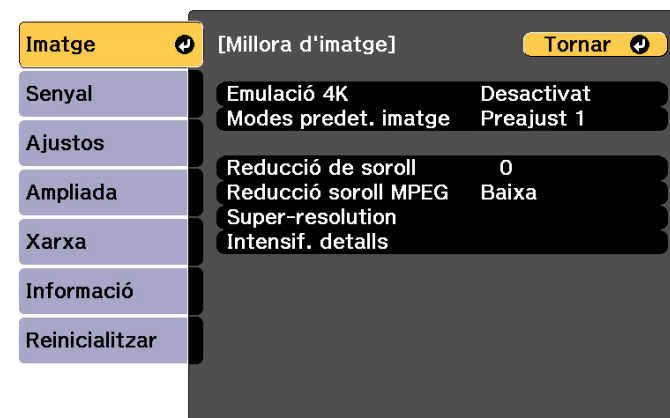 Imatge
Senyal
Ajustos
Ampliada
Xarxa
Informació
Reinicialitzar
[Millora d'imatge] Tornar
Emulació 4K Desactivat
Modes predet. imatge Preajust 1
Reducció de soroll 0
Reducció soroll MPEG Baixa
Super-resolution
Intensif. detalls